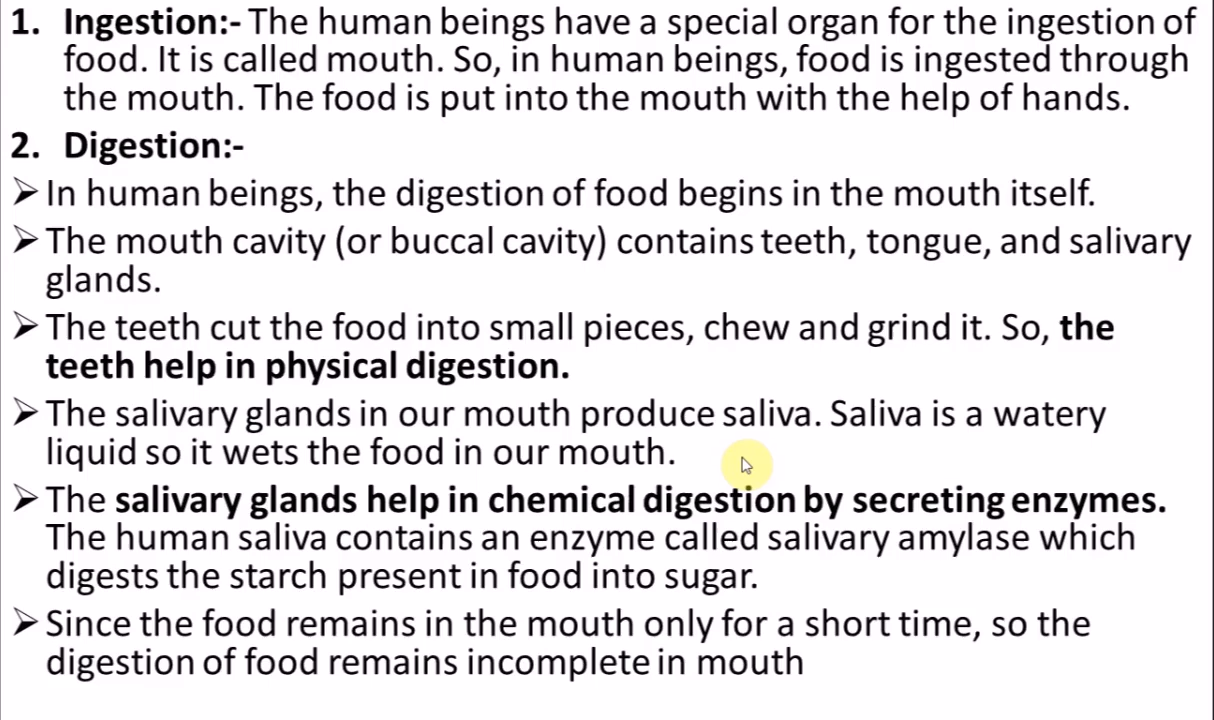 1. Ingestion:- The human beings have a special organ for the ingestion of
food. It is called mouth. So, in human beings, food is ingested through
the mouth. The food is put into the mouth with the help of hands.
2. Digestion:-
➢ In human beings, the digestion of food begins in the mouth itself.
➢ The mouth cavity (or buccal cavity) contains teeth, tongue, and salivary
glands.
➢ The teeth cut the food into small pieces, chew and grind it. So, the
teeth help in physical digestion.
➢ The salivary glands in our mouth produce saliva. Saliva is a watery
liquid so it wets the food in our mouth.
➢ The salivary glands help in chemical digestion by secreting enzymes.
The human saliva contains an enzyme called salivary amylase which
digests the starch present in food into sugar.
➢ Since the food remains in the mouth only for a short time, so the
digestion of food remains incomplete in mouth